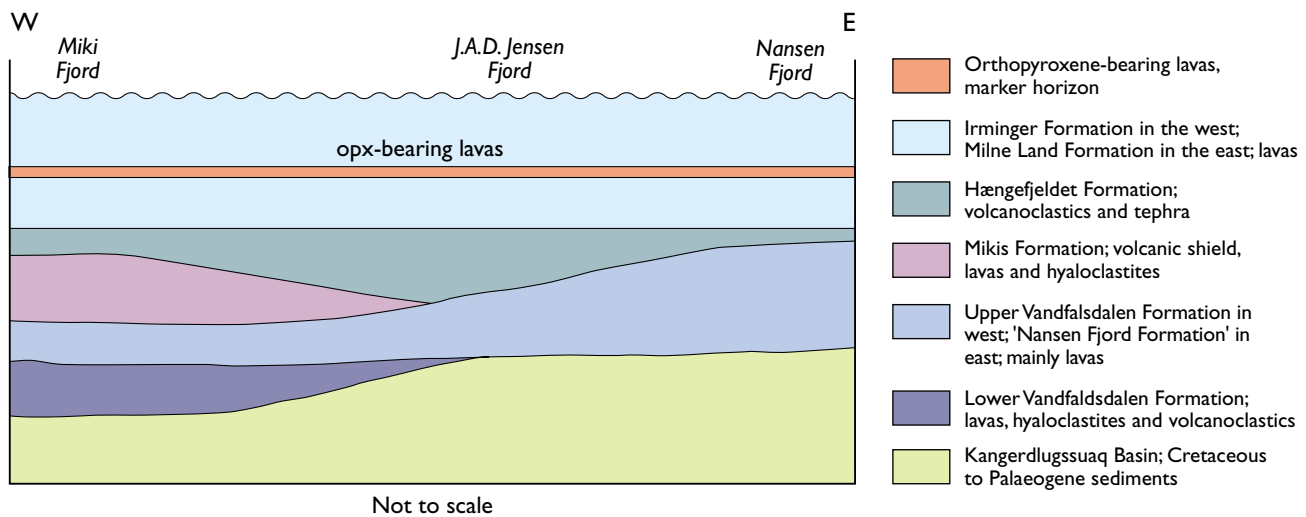 W
E
Miki
Fjord
J.A.D. Jensen
Fjord
Nansen
Fjord
opx-bearing lavas
Not to scale
Orthopyroxene-bearing lavas,
marker horizon
Irminger Formation in the west;
Milne Land Formation in the east; lavas
Hængefjeldet Formation;
volcanoclastics and tephra
Mikis Formation; volcanic shield,
lavas and hyaloclastites
Upper Vandfalsdalen Formation in
west; 'Nansen Fjord Formation' in
east; mainly lavas
Lower Vandfaldsdalen Formation;
lavas, hyaloclastites and volcanoclastics
Kangerdlugssuaq Basin; Cretaceous
to Palaeogene sediments